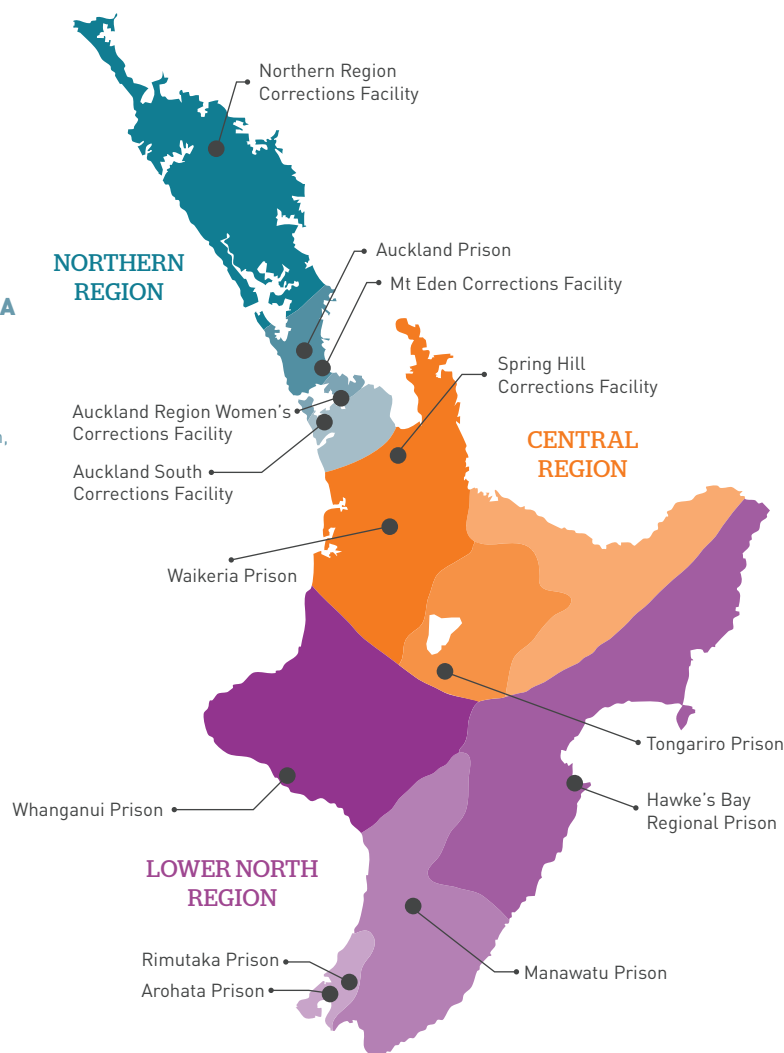 Northern Region
Corrections Facility
Auckland Prison
NORTHERN
REGION
Mt Eden Corrections Facility
A
Spring Hill
Corrections Facility
Auckland Region Women's
Corrections Facility
CENTRAL
REGION
Auckland South
Corrections Facility
Waikeria Prison
Tongariro Prison
Hawke's Bay
Regional Prison
Whanganui Prison
LOWER NORTH
REGION
Rimutaka Prison
Manawatu Prison
Arohata Prison